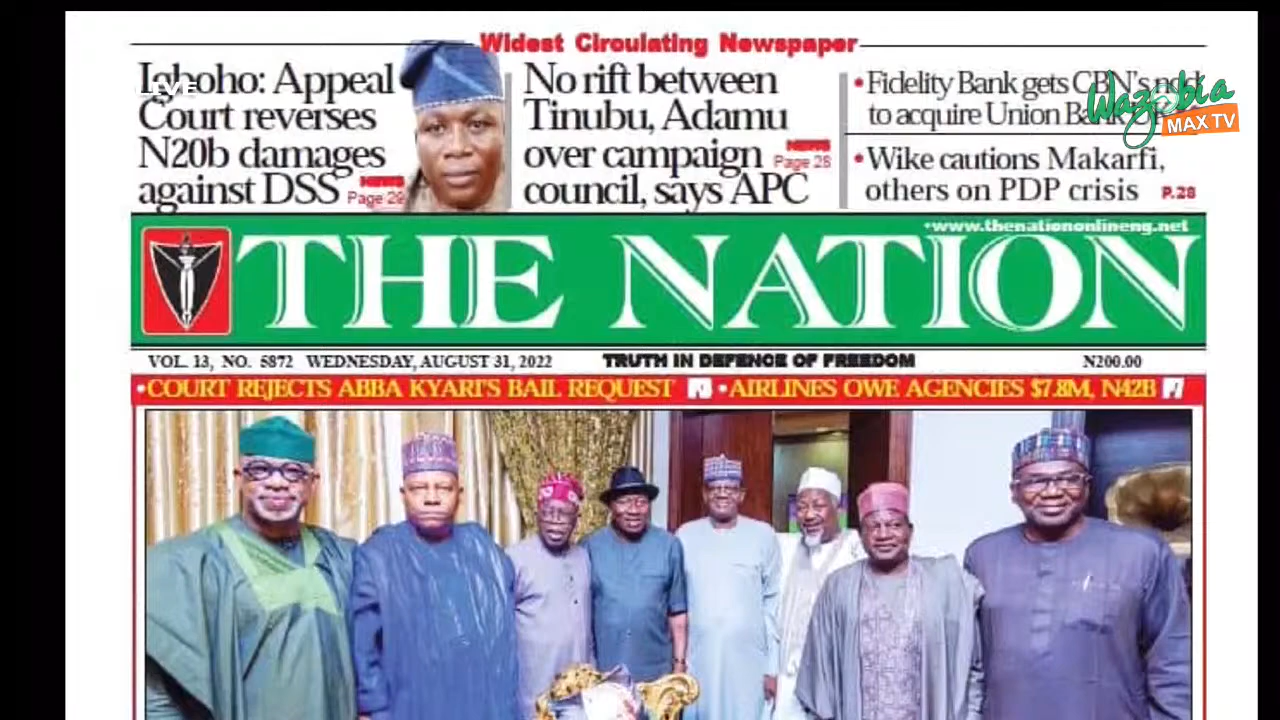 Widest Circulating Newspaper
Igboho: Appeal
Court reverses
N20b damages
against DSS NEWS
Page 29
LIVE
No rift between
Tinubu, Adamu
over campaign NEWS
Page 28
council, says APC
•Fidelity Bank gets CBN's nod
to acquire Union Bank
•Wike cautions Makarfi,
others on PDP crisis P.28
Wazobia
MAX TV
•www.thenationonlineng.net
THE NATION
VOL. 13, NO. 5872 WEDNESDAY, AUGUST 31, 2022 TRUTH IN DEFENCE OF FREEDOM N200.00
•COURT REJECTS ABBA KYARI'S BAIL REQUEST •AIRLINES OWE AGENCIES $7.8M, N42B